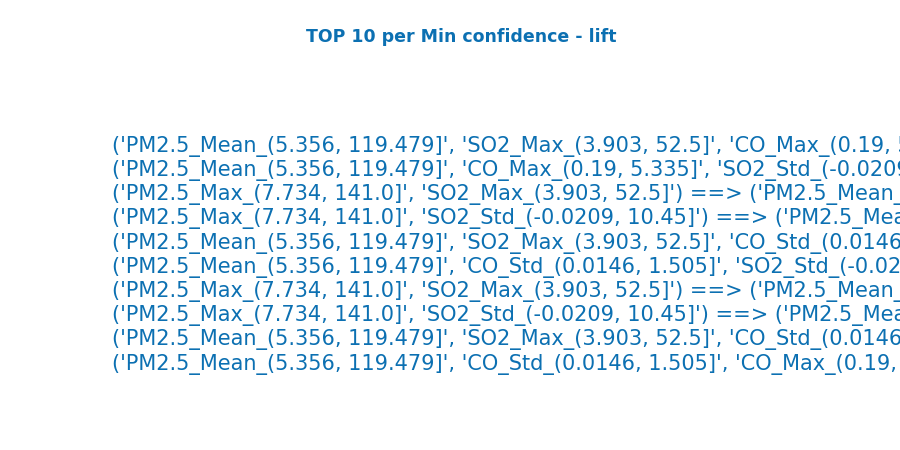 TOP 10 per Min confidence - lift
('PM2.5_Mean_(5.356, 119.479]', 'SO2_Max_(3.903, 52.5]', 'CO_Max_(0.19,
('PM2.5_Mean_(5.356, 119.479]', 'CO_Max_(0.19, 5.335]', 'SO2_Std_(-0.0209
('PM2.5_Max_(7.734, 141.0]', 'SO2_Max_(3.903, 52.5]') ==> ('PM2.5_Mean_
('PM2.5_Max_(7.734, 141.0]', 'SO2_Std_(-0.0209, 10.45]') ==> ('PM2.5_Mea
('PM2.5_Mean_(5.356, 119.479]', 'SO2_Max_(3.903, 52.5]', 'CO_Std_(0.0146
('PM2.5_Mean_(5.356, 119.479]', 'CO_Std_(0.0146, 1.505]', 'SO2_Std_(-0.02
('PM2.5_Max_(7.734, 141.0]', 'SO2_Max_(3.903, 52.5]') ==> ('PM2.5_Mean_
('PM2.5_Max_(7.734, 141.0]', 'SO2_Std_(-0.0209, 10.45]') ==> ('PM2.5_Mea
('PM2.5_Mean_(5.356, 119.479]', 'SO2_Max_(3.903, 52.5]', 'CO_Std_(0.0146
('PM2.5_Mean_(5.356, 119.479]', 'CO_Std_(0.0146, 1.505]', 'CO_Max_(0.19,